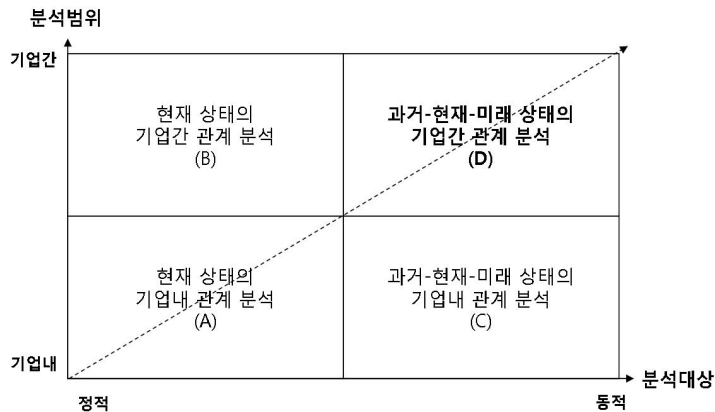 분석범위
기업간
현재 상태의
기업간 관계 분석
(B)
과거-현재-미래 상태의
기업간 관계 분석
(D)
현재 상태의
기업내 관계 분석
(A)
과거-현재-미래 상태의
기업내 관계 분석
(C)
기업내
분석대상
정적
동적